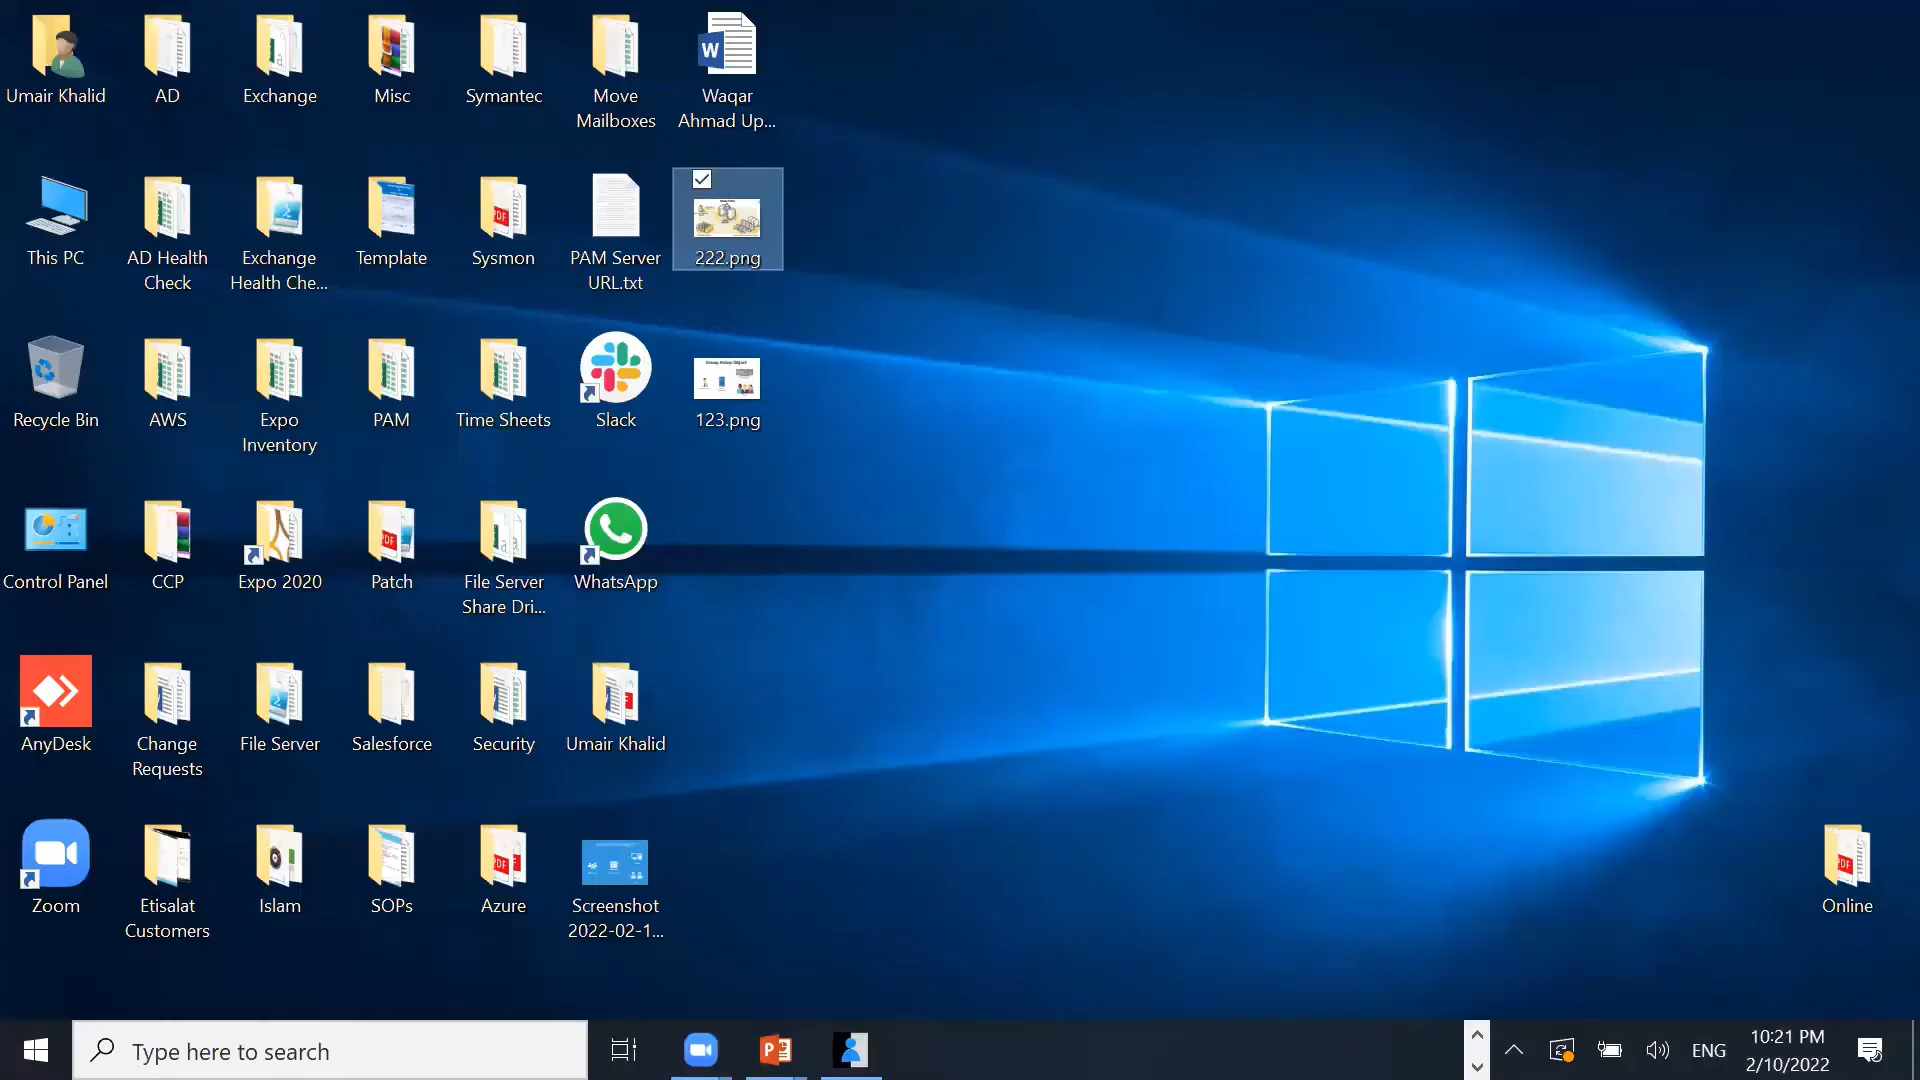 Umair Khalid
AD
Exchange
Misc
Symantec
Move
Mailboxes
Waqar
Ahmad Up...
This PC
AD Health
Check
Exchange
Health Che...
Template
Sysmon
PAM Server
URL.txt
222.png
Recycle Bin
AWS
Expo
Inventory
PAM
Time Sheets
Slack
123.png
Control Panel
CCP
Expo 2020
Patch
File Server
Share Dri...
WhatsApp
AnyDesk
Change
Requests
File Server
Salesforce
Security
Umair Khalid
Zoom
Etisalat
Customers
Islam
SOPs
Azure
Screenshot
2022-02-1...
Online
Type here to search
ENG
10:21 PM
2/10/2022